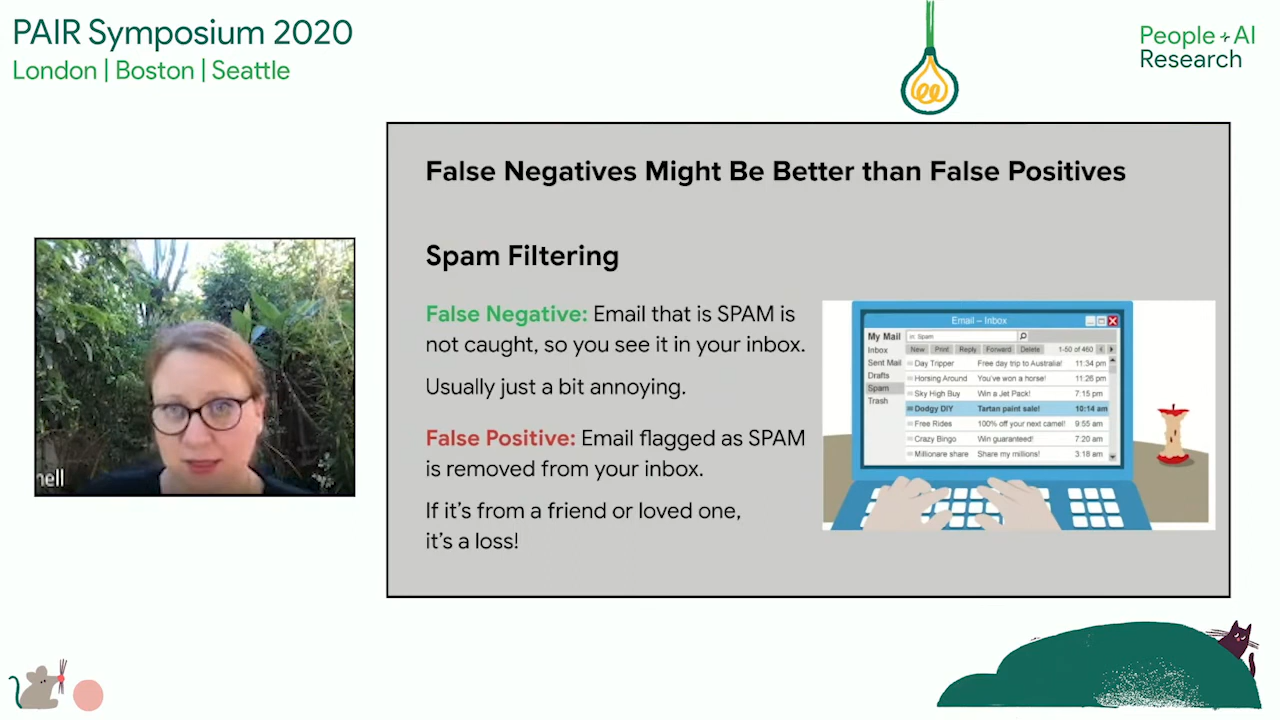 PAIR Symposium 2020
London | Boston | Seattle
People + AI
Research
False Negatives Might Be Better than False Positives
Spam Filtering
False Negative: Email that is SPAM is
not caught, so you see it in your inbox.
Usually just a bit annoying.
False Positive: Email flagged as SPAM
is removed from your inbox.
If it's from a friend or loved one,
it's a loss!
Email – Inbox
My Mail
in: Spam
Inbox
New Print Reply Forward Delete 1-50 of 460
Sent Mail
Day Tripper Free day trip to Australia! 11:34 pm
Drafts
Horsing Around You've won a horse! 11:26 pm
Spam
Sky High Buy Win a Jet Pack! 7:15 pm
Trash
Dodgy DIY Tartan paint sale! 10:14 am
Free Rides 100% off your next camel! 9:55 am
Crazy Bingo Win guaranteed! 7:20 am
Millionare share Share my millions! 3:18 am
nell